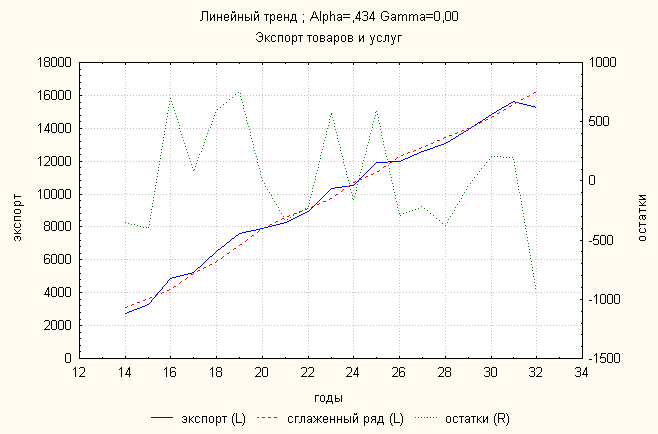 Линейный тренд ; Alpha=,434 Gamma=0,00
Экспорт товаров и услуг
18000
16000
14000
12000
10000
8000
6000
4000
2000
0
1000
500
0
-500
-1000
-1500
экспорт
остатки
12 14 16 18 20 22 24 26 28 30 32 34
годы
экспорт (L) сглаженный ряд (L) остатки (R)